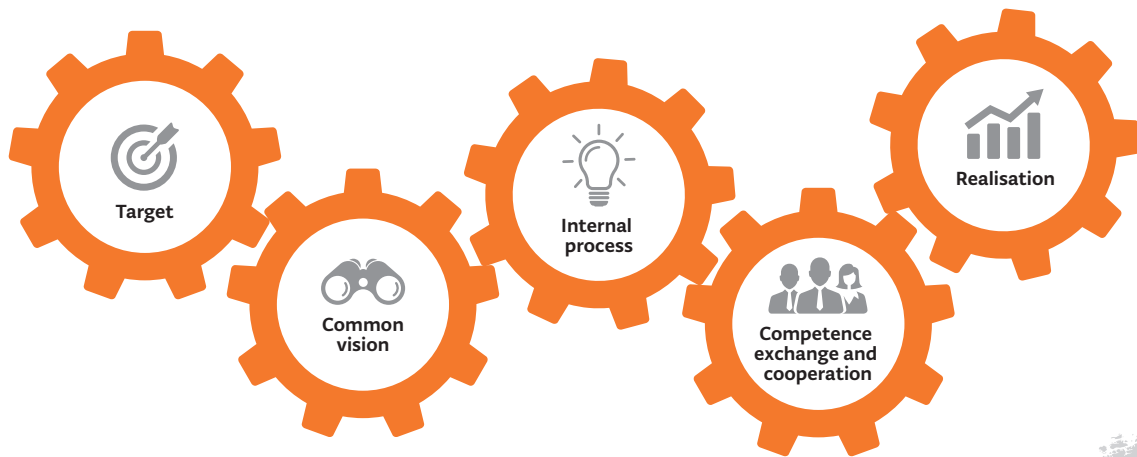 Target
Common
vision
Internal
process
Competence
exchange and
cooperation
Realisation